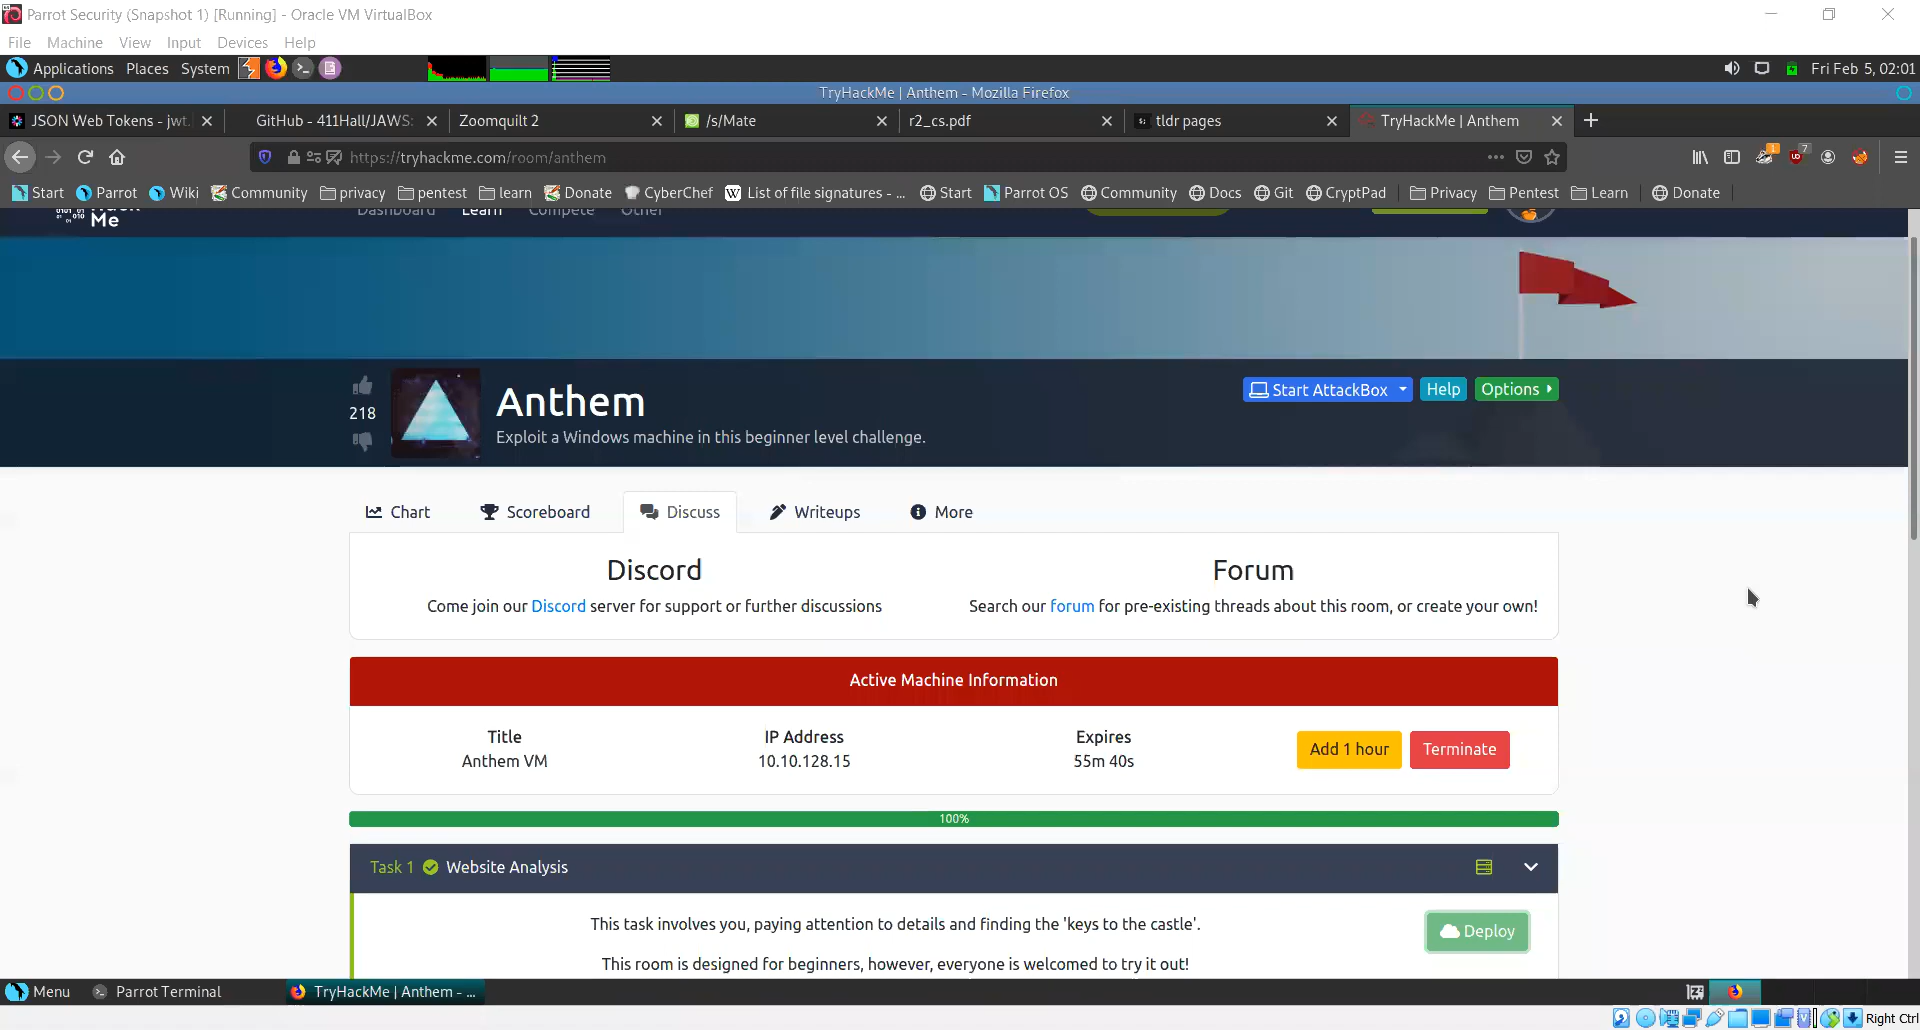 Parrot Security (Snapshot 1) [Running] - Oracle VM VirtualBox
File Machine View Input Devices Help
Applications Places System Fri Feb 5, 02:01
TryHackMe | Anthem - Mozilla Firefox
JSON Web Tokens - jwt. GitHub - 411Hall/JAWS: Zoomquilt 2 /s/Mate r2_cs.pdf tldr pages TryHackMe | Anthem
https://tryhackme.com/room/anthem 1 7
Start Parrot Wiki Community privacy pentest learn Donate CyberChef List of file signatures - ... Start Parrot OS Community Docs Git CryptPad Privacy Pentest Learn Donate
Me Dashboard Learn Compete Other
218
Anthem
Exploit a Windows machine in this beginner level challenge.
Start AttackBox Help Options
Chart Scoreboard Discuss Writeups More
Discord Forum
Come join our Discord server for support or further discussions Search our forum for pre-existing threads about this room, or create your own!
Active Machine Information
Title IP Address Expires
Anthem VM 10.10.128.15 55m 40s Add 1 hour Terminate
100%
Task 1 Website Analysis
This task involves you, paying attention to details and finding the 'keys to the castle'.
Deploy
This room is designed for beginners, however, everyone is welcomed to try it out!
Menu Parrot Terminal TryHackMe | Anthem - ...
Right Ctrl